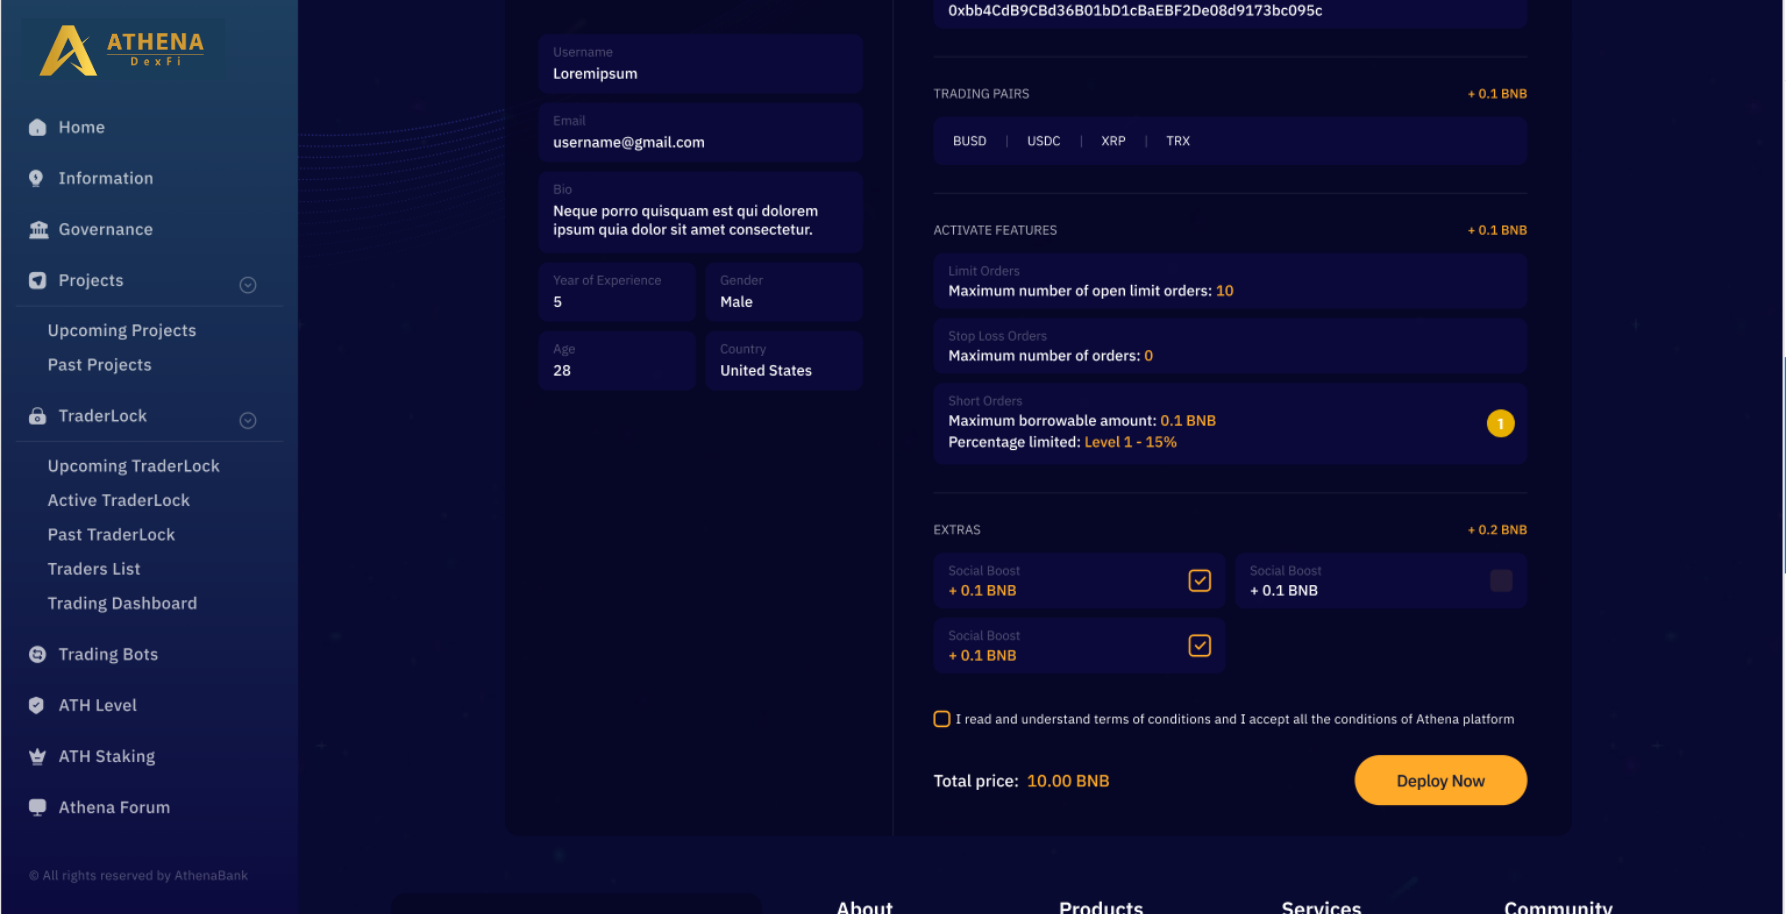 ATHENA
DexFi
Home
Information
Governance
Projects
Upcoming Projects
Past Projects
TraderLock
Upcoming TraderLock
Active TraderLock
Past TraderLock
Traders List
Trading Dashboard
Trading Bots
ATH Level
ATH Staking
Athena Forum
© All rights reserved by AthenaBank
Username
Loremipsum
Email
username@gmail.com
Bio
Neque porro quisquam est qui dolorem
ipsum quia dolor sit amet consectetur.
Year of Experience
5
Gender
Male
Age
28
Country
United States
0xbb4CdB9CBd36B01bD1cBaEBF2De08d9173bc095c
TRADING PAIRS + 0.1 BNB
BUSD | USDC | XRP | TRX
ACTIVATE FEATURES + 0.1 BNB
Limit Orders
Maximum number of open limit orders: 10
Stop Loss Orders
Maximum number of orders: 0
Short Orders
Maximum borrowable amount: 0.1 BNB
Percentage limited: Level 1 - 15%
1
EXTRAS + 0.2 BNB
Social Boost
+ 0.1 BNB
Social Boost
+ 0.1 BNB
Social Boost
+ 0.1 BNB
I read and understand terms of conditions and I accept all the conditions of Athena platform
Total price: 10.00 BNB
Deploy Now
About Products Services Community